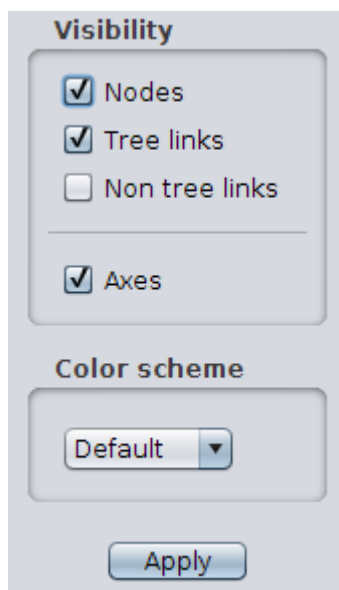 Visibility
Nodes
Tree links
Non tree links
Axes
Color scheme
Default
Apply